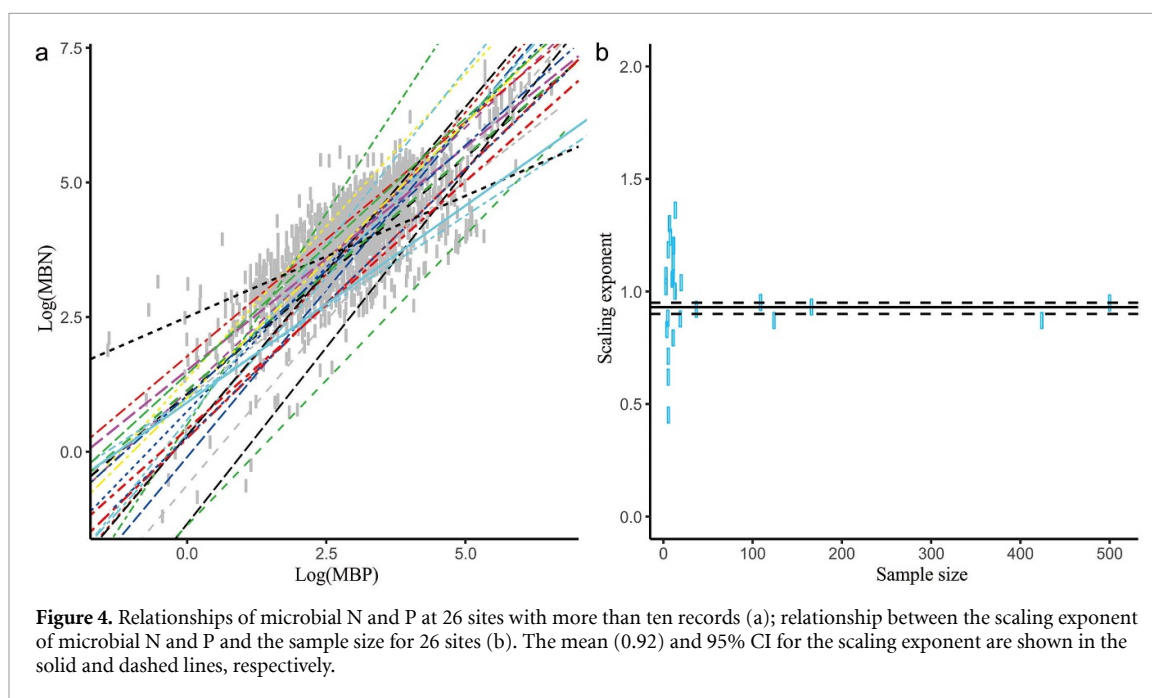 a
7.5
5.0
2.5
0.0
Log(MBN)
0.0 2.5 5.0
Log(MBP)
b
2.0
1.5
1.0
0.5
0.0
Scaling exponent
0 100 200 300 400 500
Sample size
Figure 4. Relationships of microbial N and P at 26 sites with more than ten records (a); relationship between the scaling exponent
of microbial N and P and the sample size for 26 sites (b). The mean (0.92) and 95% CI for the scaling exponent are shown in the
solid and dashed lines, respectively.